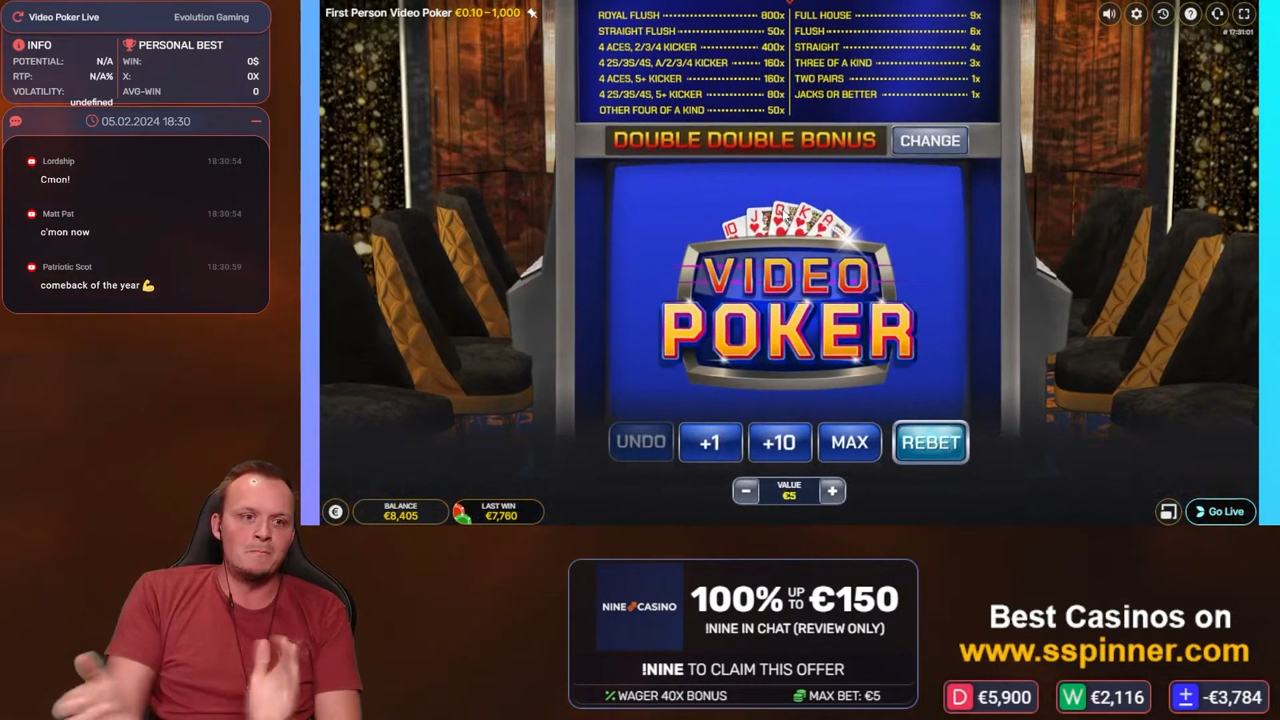 Video Poker Live
Evolution Gaming
INFO
PERSONAL BEST
POTENTIAL: N/A
WIN: 0$
RTP: N/A%
X: 0X
VOLATILITY:
AVG-WIN 0
undefined
05.02.2024 18:30
Lordship 18:30:54
Cmon!
Matt Pat 18:30:54
c'mon now
Patriotic Scot 18:30:59
comeback of the year 💪
First Person Video Poker €0.10–1,000
# 17:31:01
ROYAL FLUSH 800x
STRAIGHT FLUSH 50x
4 ACES, 2/3/4 KICKER 400x
4 2S/3S/4S, A/2/3/4 KICKER 160x
4 ACES, 5+ KICKER 160x
4 2S/3S/4S, 5+ KICKER 80x
OTHER FOUR OF A KIND 50x
FULL HOUSE 9x
FLUSH 6x
STRAIGHT 4x
THREE OF A KIND 3x
TWO PAIRS 1x
JACKS OR BETTER 1x
DOUBLE DOUBLE BONUS
CHANGE
10 J Q K A
VIDEO
POKER
UNDO
+1
+10
MAX
REBET
VALUE
€5
BALANCE
€8,405
LAST WIN
€7,760
Go Live
NINE CASINO
100% UP TO €150
!NINE IN CHAT (REVIEW ONLY)
!NINE TO CLAIM THIS OFFER
WAGER 40X BONUS
MAX BET: €5
Best Casinos on
www.sspinner.com
D €5,900
W €2,116
± -€3,784